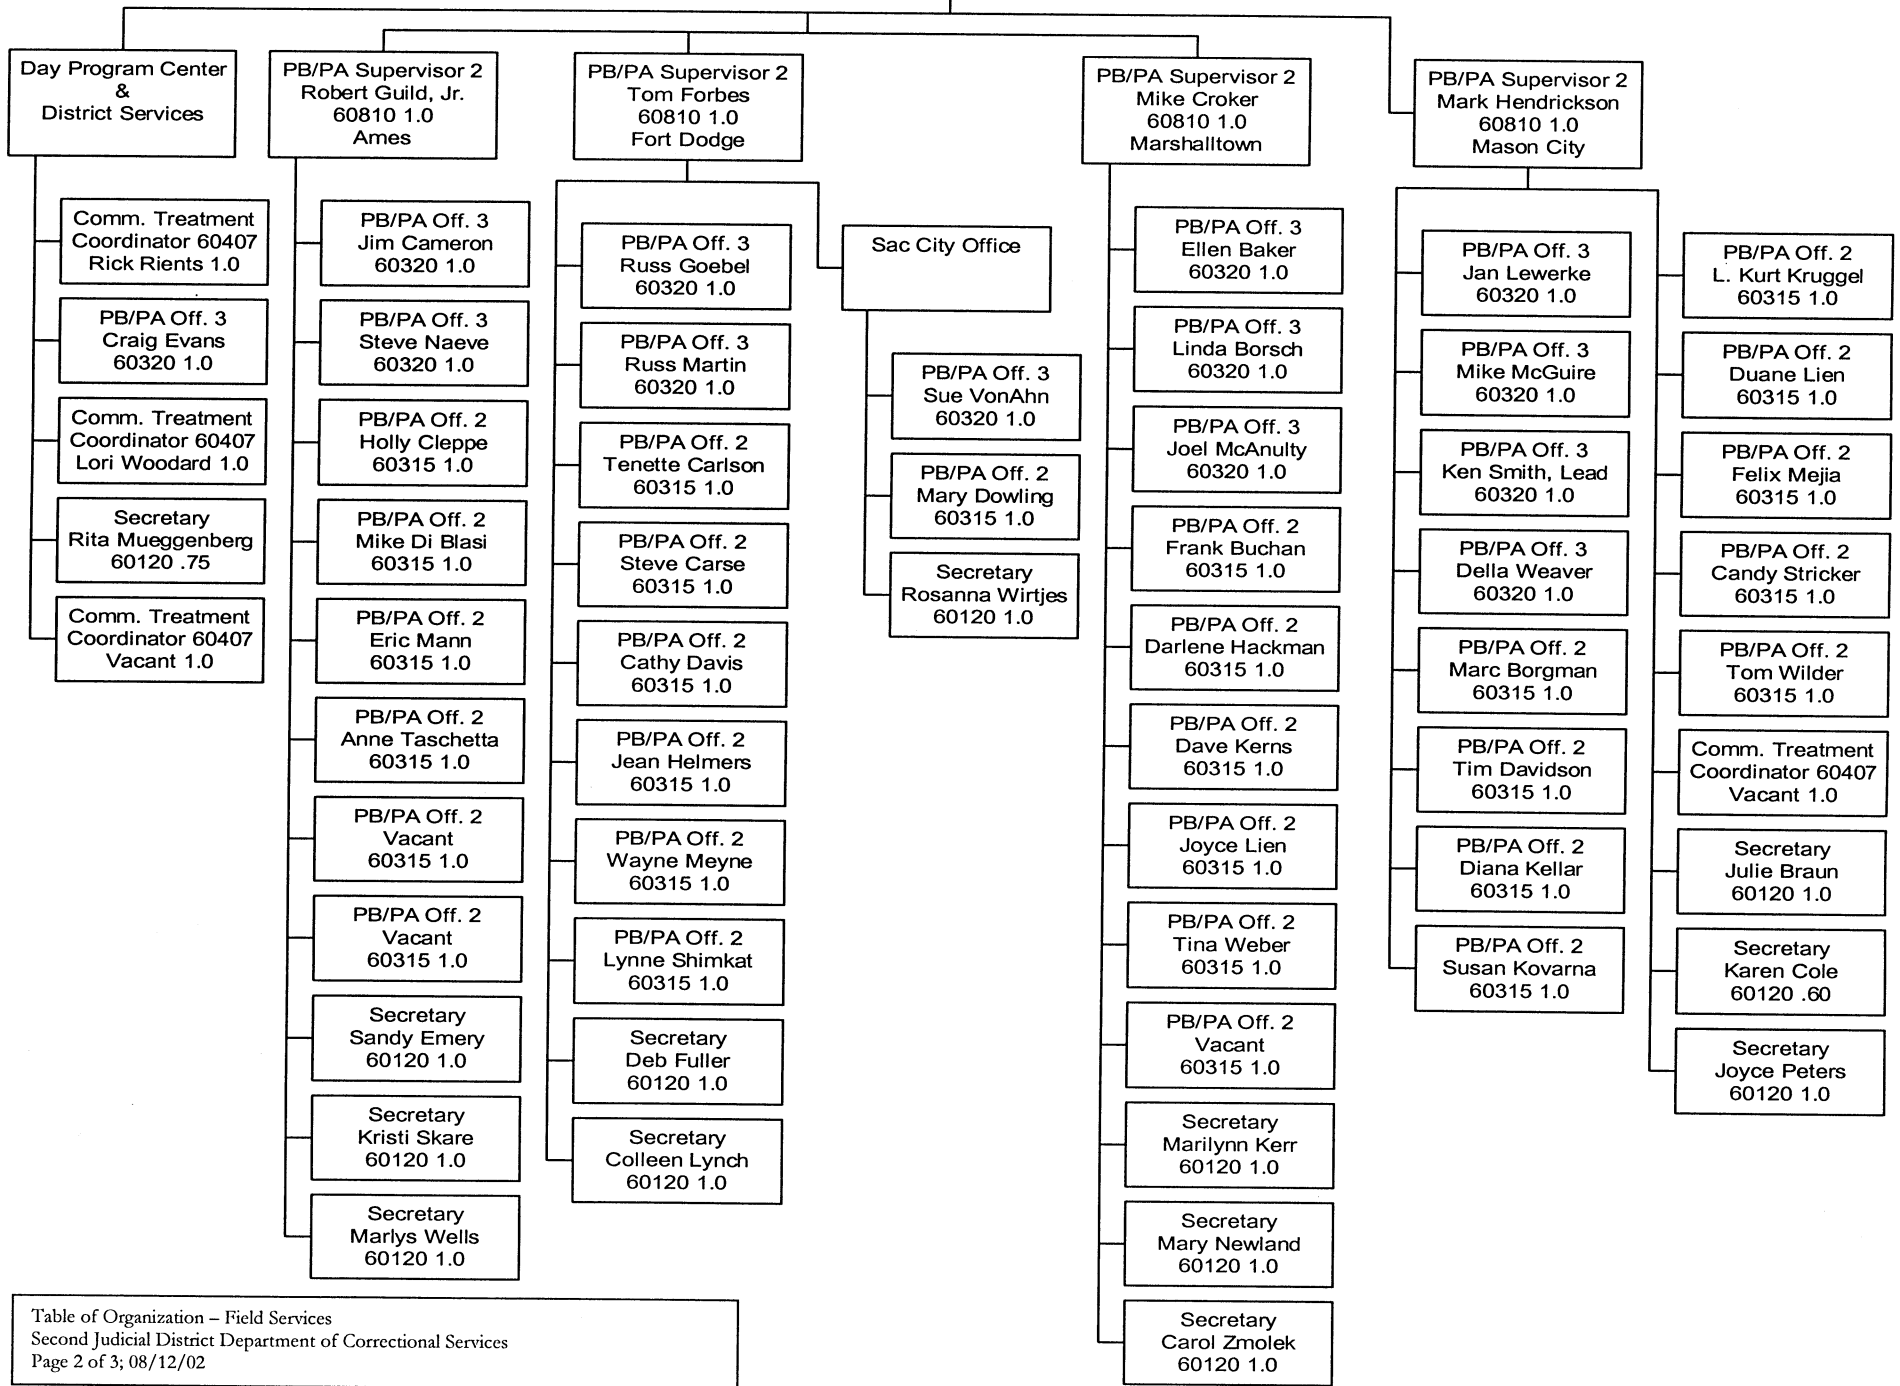 Day Program Center
&
District Services
Comm. Treatment
Coordinator 60407
Rick Rients 1.0
PB/PA Off. 3
Craig Evans
60320 1.0
Comm. Treatment
Coordinator 60407
Lori Woodard 1.0
Secretary
Rita Mueggenberg
60120 .75
Comm. Treatment
Coordinator 60407
Vacant 1.0
PB/PA Supervisor 2
Robert Guild, Jr.
60810 1.0
Ames
PB/PA Off. 3
Jim Cameron
60320 1.0
PB/PA Off. 3
Steve Naeve
60320 1.0
PB/PA Off. 2
Holly Cleppe
60315 1.0
PB/PA Off. 2
Mike Di Blasi
60315 1.0
PB/PA Off. 2
Eric Mann
60315 1.0
PB/PA Off. 2
Anne Taschetta
60315 1.0
PB/PA Off. 2
Vacant
60315 1.0
PB/PA Off. 2
Vacant
60315 1.0
Secretary
Sandy Emery
60120 1.0
Secretary
Kristi Skare
60120 1.0
Secretary
Marlys Wells
60120 1.0
PB/PA Supervisor 2
Tom Forbes
60810 1.0
Fort Dodge
PB/PA Off. 3
Russ Goebel
60320 1.0
PB/PA Off. 3
Russ Martin
60320 1.0
PB/PA Off. 2
Tenette Carlson
60315 1.0
PB/PA Off. 2
Steve Carse
60315 1.0
PB/PA Off. 2
Cathy Davis
60315 1.0
PB/PA Off. 2
Jean Helmers
60315 1.0
PB/PA Off. 2
Wayne Meyne
60315 1.0
PB/PA Off. 2
Lynne Shimkat
60315 1.0
Secretary
Deb Fuller
60120 1.0
Secretary
Colleen Lynch
60120 1.0
Sac City Office
PB/PA Off. 3
Sue VonAhn
60320 1.0
PB/PA Off. 2
Mary Dowling
60315 1.0
Secretary
Rosanna Wirtjes
60120 1.0
PB/PA Supervisor 2
Mike Croker
60810 1.0
Marshalltown
PB/PA Off. 3
Ellen Baker
60320 1.0
PB/PA Off. 3
Linda Borsch
60320 1.0
PB/PA Off. 3
Joel McAnulty
60320 1.0
PB/PA Off. 2
Frank Buchan
60315 1.0
PB/PA Off. 2
Darlene Hackman
60315 1.0
PB/PA Off. 2
Dave Kerns
60315 1.0
PB/PA Off. 2
Joyce Lien
60315 1.0
PB/PA Off. 2
Tina Weber
60315 1.0
PB/PA Off. 2
Vacant
60315 1.0
Secretary
Marilynn Kerr
60120 1.0
Secretary
Mary Newland
60120 1.0
Secretary
Carol Zmolek
60120 1.0
PB/PA Supervisor 2
Mark Hendrickson
60810 1.0
Mason City
PB/PA Off. 3
Jan Lewerke
60320 1.0
PB/PA Off. 3
Mike McGuire
60320 1.0
PB/PA Off. 3
Ken Smith, Lead
60320 1.0
PB/PA Off. 3
Della Weaver
60320 1.0
PB/PA Off. 2
Marc Borgman
60315 1.0
PB/PA Off. 2
Tim Davidson
60315 1.0
PB/PA Off. 2
Diana Kellar
60315 1.0
PB/PA Off. 2
Susan Kovarna
60315 1.0
PB/PA Off. 2
L. Kurt Kruggel
60315 1.0
PB/PA Off. 2
Duane Lien
60315 1.0
PB/PA Off. 2
Felix Mejia
60315 1.0
PB/PA Off. 2
Candy Stricker
60315 1.0
PB/PA Off. 2
Tom Wilder
60315 1.0
Comm. Treatment
Coordinator 60407
Vacant 1.0
Secretary
Julie Braun
60120 1.0
Secretary
Karen Cole
60120 .60
Secretary
Joyce Peters
60120 1.0
Table of Organization – Field Services
Second Judicial District Department of Correctional Services
Page 2 of 3; 08/12/02